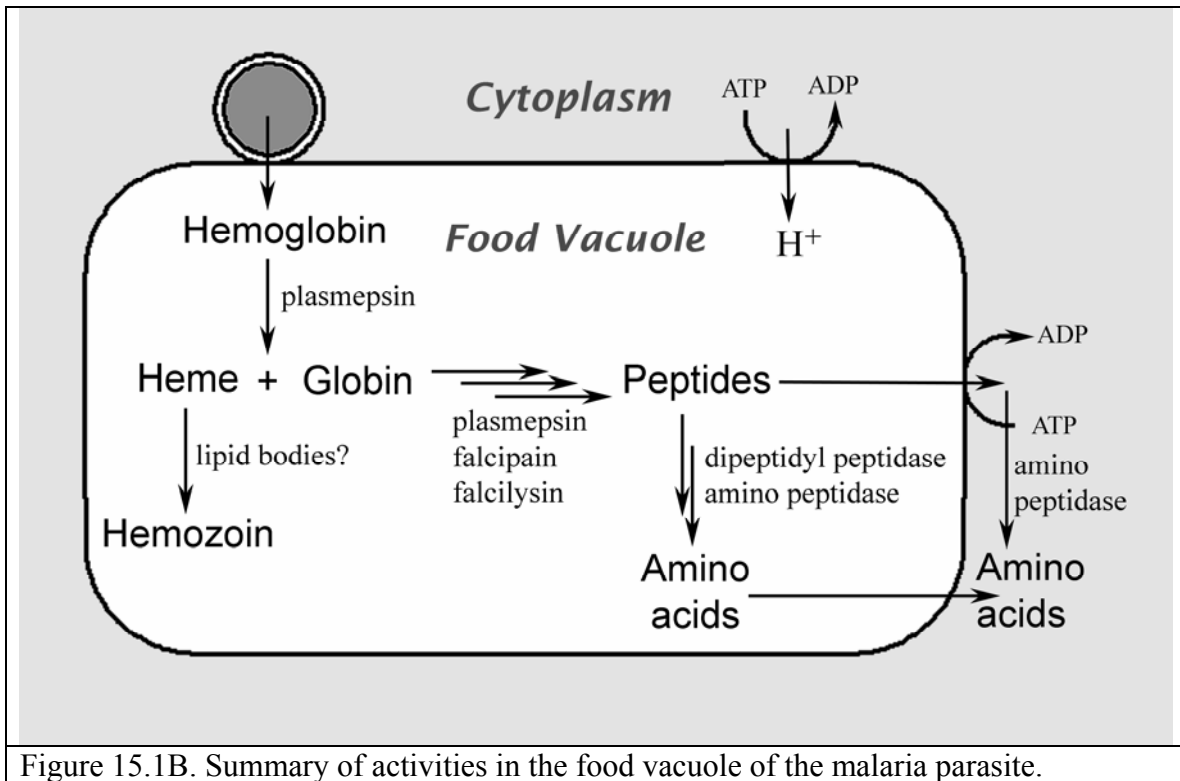 Cytoplasm
ATP
ADP
Hemoglobin
Food Vacuole
H+
plasmepsin
ADP
Heme + Globin
Peptides
ATP
plasmepsin
falcipain
falcilysin
lipid bodies?
dipeptidyl peptidase
amino peptidase
amino
peptidase
Hemozoin
Amino
acids
Amino
acids
Figure 15.1B. Summary of activities in the food vacuole of the malaria parasite.